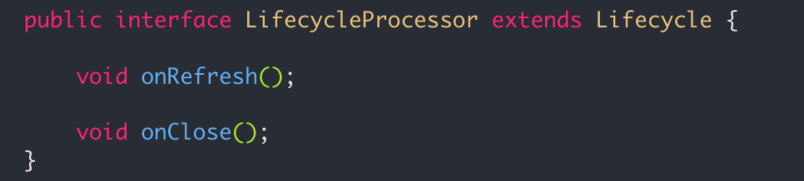 public interface LifecycleProcessor extends Lifecycle {
void onRefresh();
void onClose();
}